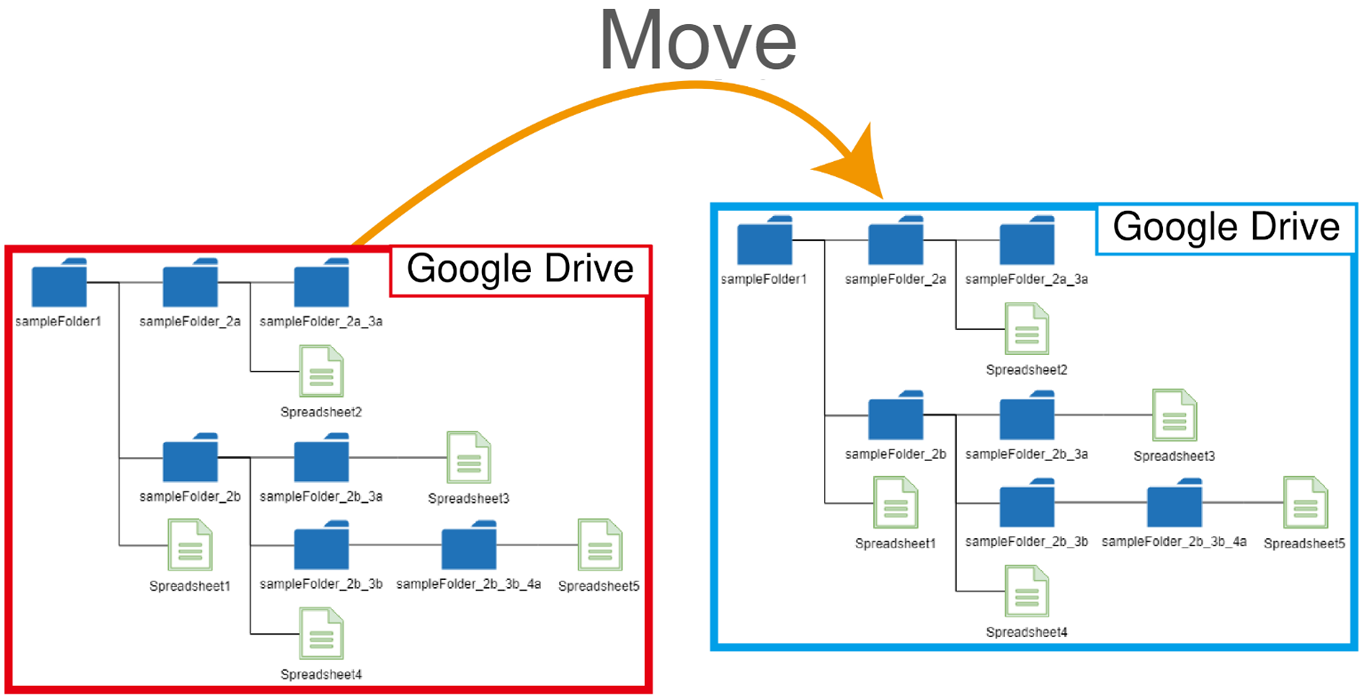 Move
Google Drive
sampleFolder1
sampleFolder_2a
sampleFolder_2a_3a
Spreadsheet2
sampleFolder_2b
sampleFolder_2b_3a
Spreadsheet3
Spreadsheet1
sampleFolder_2b_3b
sampleFolder_2b_3b_4a
Spreadsheet5
Spreadsheet4
Google Drive
sampleFolder1
sampleFolder_2a
sampleFolder_2a_3a
Spreadsheet2
sampleFolder_2b
sampleFolder_2b_3a
Spreadsheet3
Spreadsheet1
sampleFolder_2b_3b
sampleFolder_2b_3b_4a
Spreadsheet5
Spreadsheet4